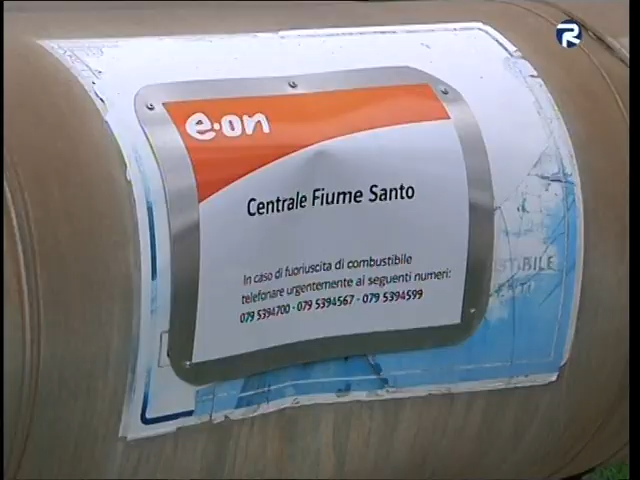 e·on
Centrale Fiume Santo
In caso di fuoriuscita di combustibile
telefonare urgentemente ai seguenti numeri:
079 5394700 - 079 5394567 - 079 5394599
STIBILE